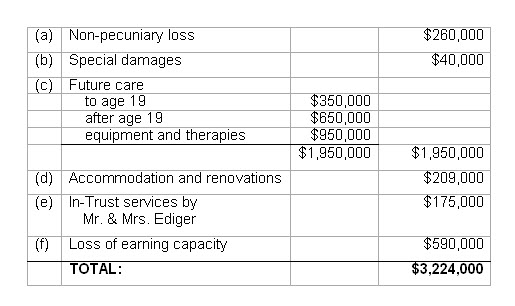 (a) Non-pecuniary loss $260,000
(b) Special damages $40,000
(c) Future care
to age 19 $350,000
after age 19 $650,000
equipment and therapies $950,000
$1,950,000 $1,950,000
(d) Accommodation and renovations $209,000
(e) In-Trust services by $175,000
Mr. & Mrs. Ediger
(f) Loss of earning capacity $590,000
TOTAL: $3,224,000